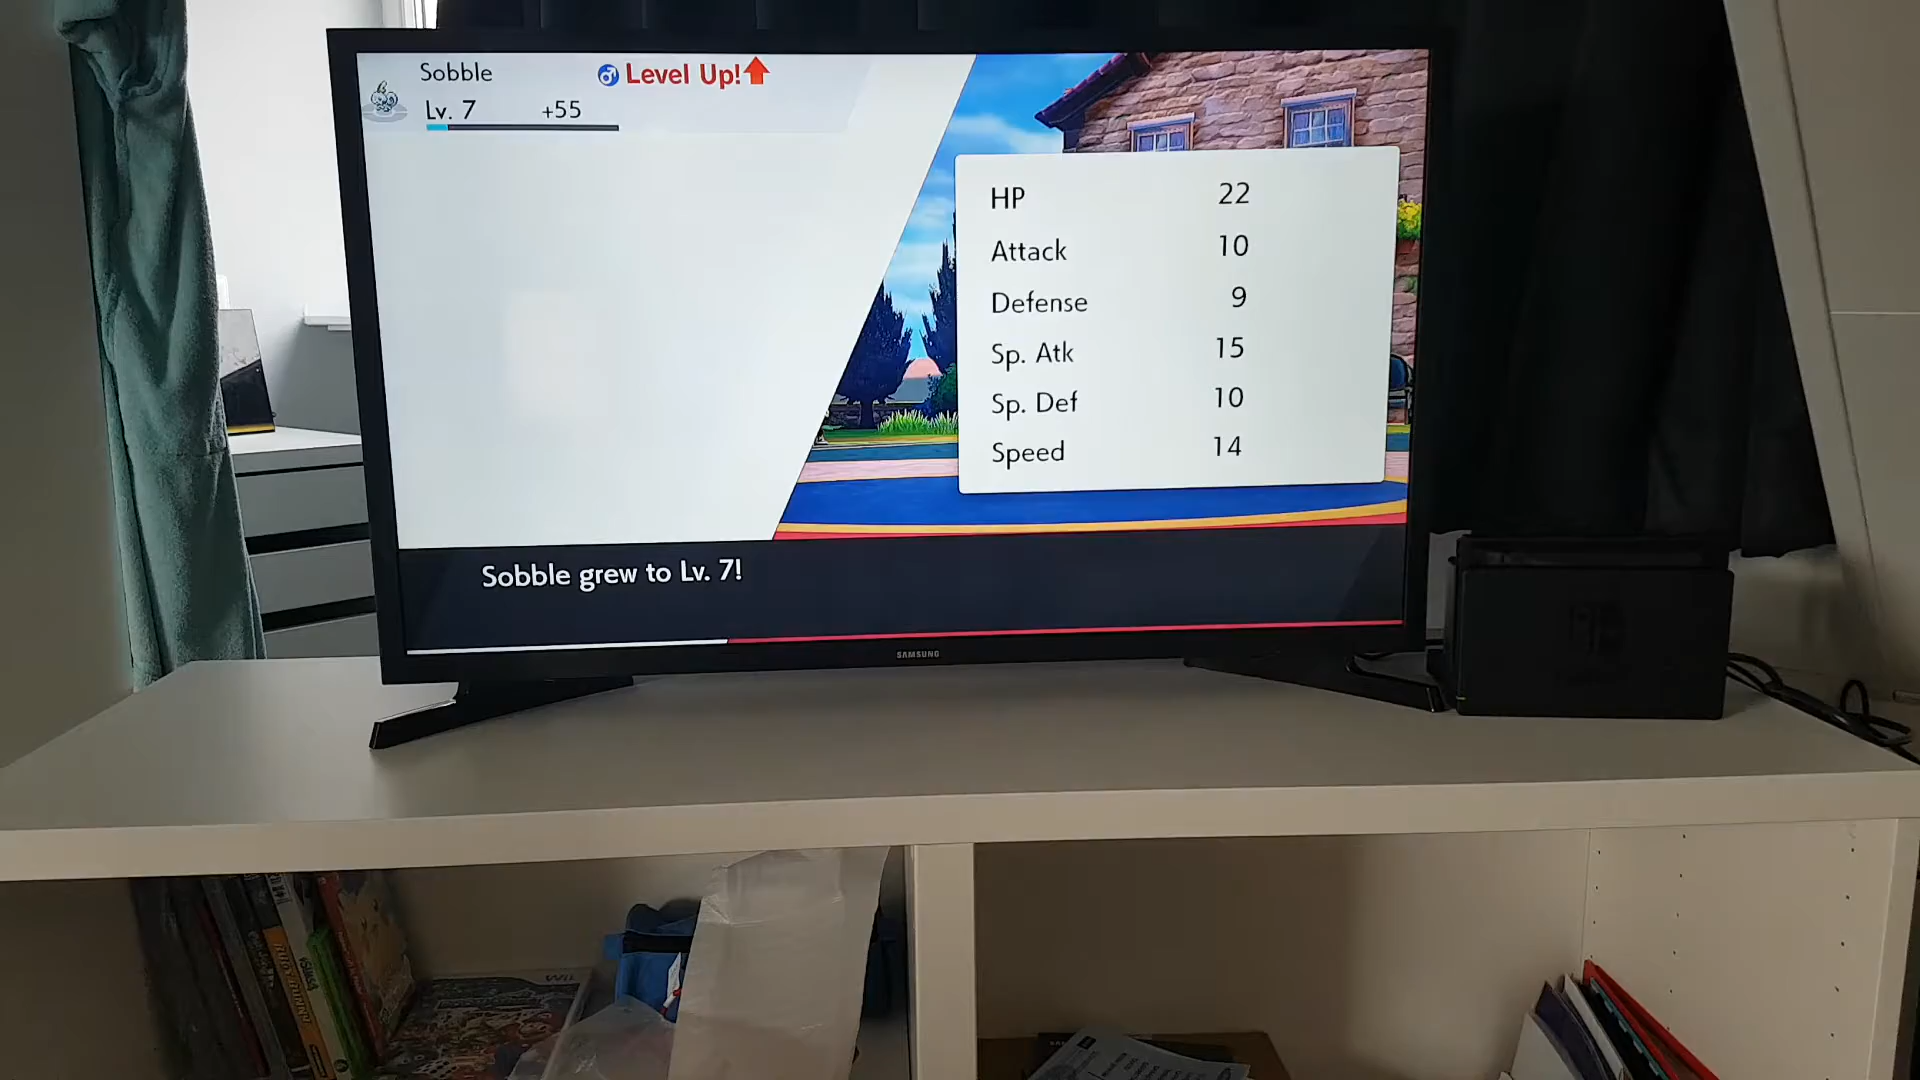 Sobble ♂ Level Up!
Lv. 7 +55
HP 22
Attack 10
Defense 9
Sp. Atk 15
Sp. Def 10
Speed 14
Sobble grew to Lv. 7!
SAMSUNG
Wii